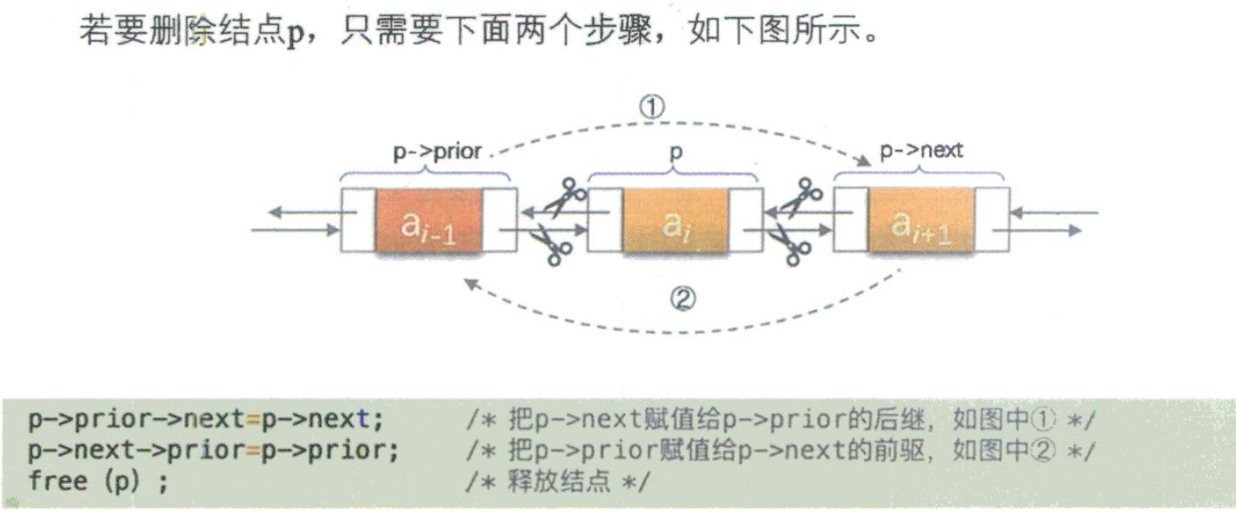 若要删除结点p，只需要下面两个步骤，如下图所示。
①
p->prior p p->next
aᵢ₋₁ aᵢ aᵢ₊₁
②
p->prior->next=p->next; /* 把p->next赋值给p->prior的后继，如图中① */
p->next->prior=p->prior; /* 把p->prior赋值给p->next的前驱，如图中② */
free (p) ; /* 释放结点 */